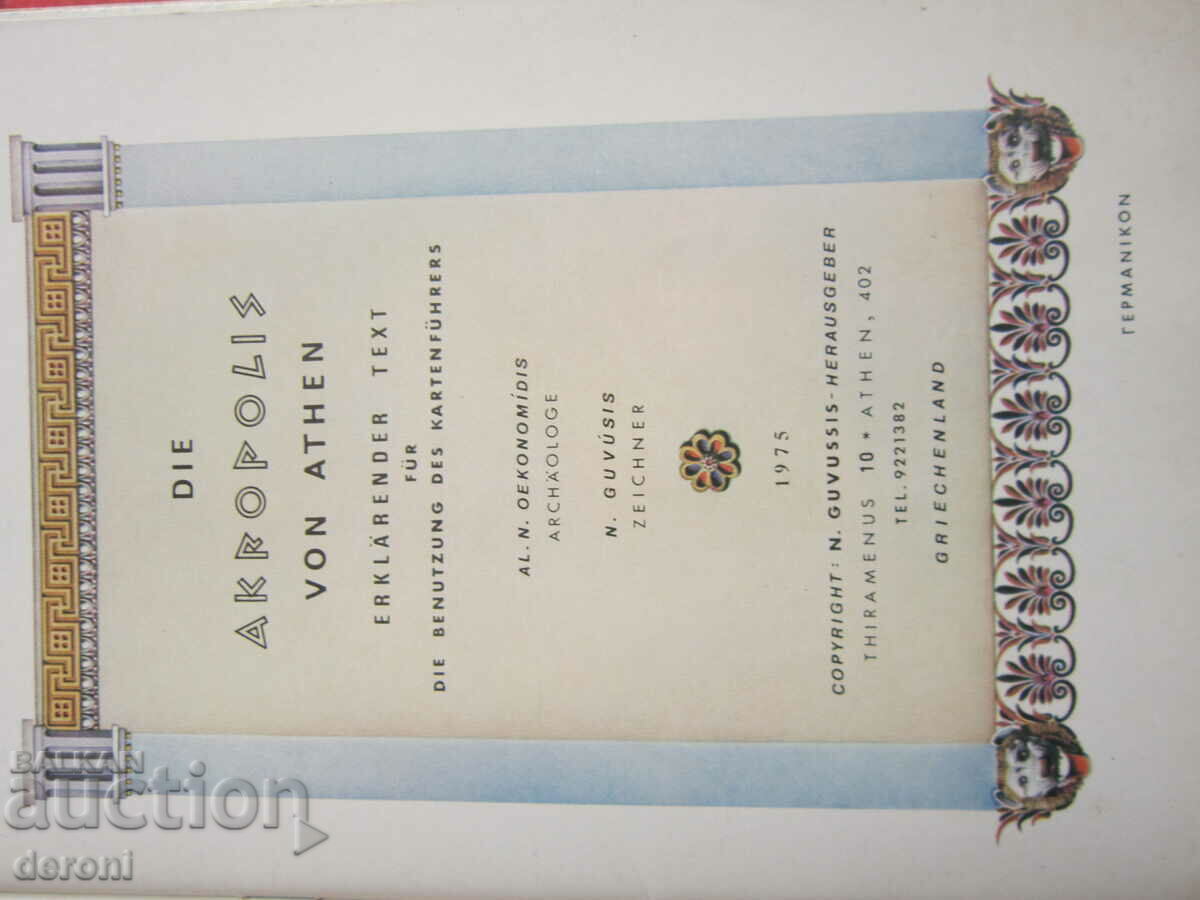 DIE
AKROPOLIS
VON ATHEN
ERKLÄRENDER TEXT
FÜR
DIE BENUTZUNG DES KARTENFÜHRERS
AL. N. OEKONOMÍDIS
ARCHÄOLOGE
N. GUVÚSIS
ZEICHNER
1975
COPYRIGHT: N. GUVUSSIS - HERAUSGEBER
THIRAMENUS 10 * ATHEN, 402
TEL. 9221382
GRIECHENLAND
ΓΕΡΜΑΝΙΚΟΝ
BALKAN
auction
deroni